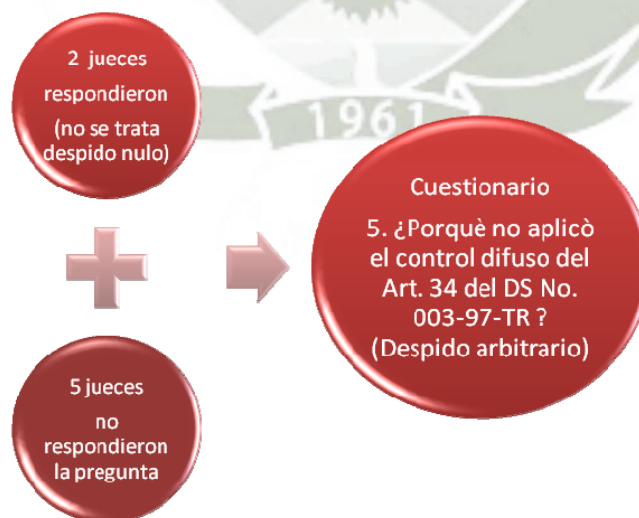 2 jueces
respondieron
(no se trata
despido nulo)
1961
5 jueces
no
respondieron
la pregunta
Cuestionario
5. ¿Porquè no aplicò
el control difuso del
Art. 34 del DS No.
003-97-TR ?
(Despido arbitrario)